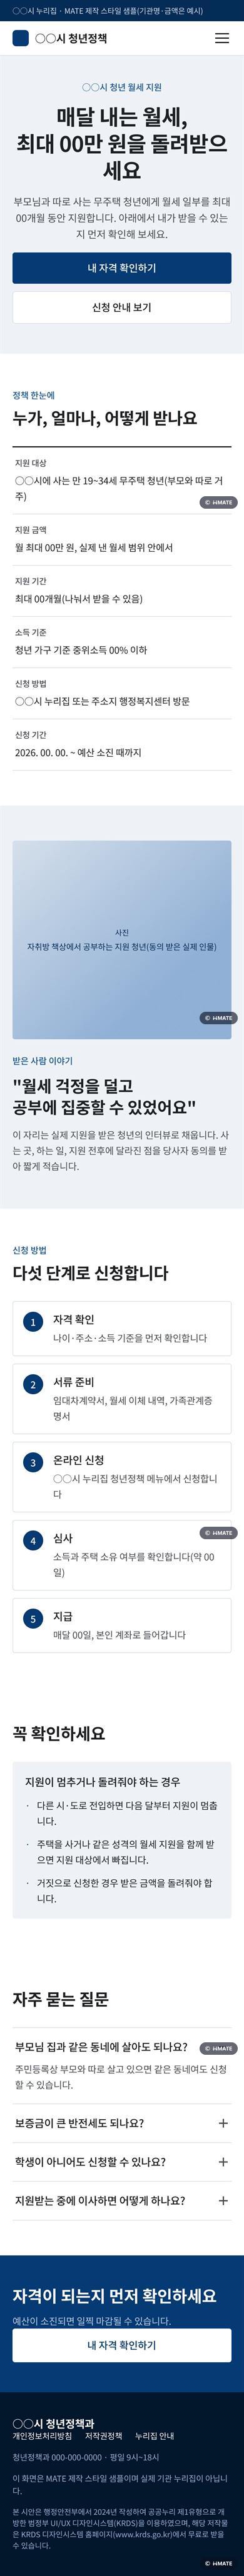 ○○시 누리집 · MATE 제작 스타일 샘플(기관명·금액은 예시)
○○시 청년정책
○○시 청년 월세 지원
매달 내는 월세,
최대 00만 원을 돌려받으
세요
부모님과 따로 사는 무주택 청년에게 월세 일부를 최대
00개월 동안 지원합니다. 아래에서 내가 받을 수 있는
지 먼저 확인해 보세요.
내 자격 확인하기
신청 안내 보기
정책 한눈에
누가, 얼마나, 어떻게 받나요
지원 대상
○○시에 사는 만 19~34세 무주택 청년(부모와 따로 거
주)
© MATE
지원 금액
월 최대 00만 원, 실제 낸 월세 범위 안에서
지원 기간
최대 00개월(나눠서 받을 수 있음)
소득 기준
청년 가구 기준 중위소득 00% 이하
신청 방법
○○시 누리집 또는 주소지 행정복지센터 방문
신청 기간
2026. 00. 00. ~ 예산 소진 때까지
사진
자취방 책상에서 공부하는 지원 청년(동의 받은 실제 인물)
© MATE
받은 사람 이야기
"월세 걱정을 덜고
공부에 집중할 수 있었어요"
이 자리는 실제 지원을 받은 청년의 인터뷰로 채웁니다. 사
는 곳, 하는 일, 지원 전후에 달라진 점을 당사자 동의를 받
아 짧게 적습니다.
신청 방법
다섯 단계로 신청합니다
1 자격 확인
나이·주소·소득 기준을 먼저 확인합니다
2 서류 준비
임대차계약서, 월세 이체 내역, 가족관계증
명서
3 온라인 신청
○○시 누리집 청년정책 메뉴에서 신청합니
다
4 심사
© MATE
소득과 주택 소유 여부를 확인합니다(약 00
일)
5 지급
매달 00일, 본인 계좌로 들어갑니다
꼭 확인하세요
지원이 멈추거나 돌려줘야 하는 경우
· 다른 시·도로 전입하면 다음 달부터 지원이 멈춥
니다.
· 주택을 사거나 같은 성격의 월세 지원을 함께 받
으면 지원 대상에서 빠집니다.
· 거짓으로 신청한 경우 받은 금액을 돌려줘야 합
니다.
자주 묻는 질문
부모님 집과 같은 동네에 살아도 되나요?
© MATE
주민등록상 부모와 따로 살고 있으면 같은 동네여도 신청
할 수 있습니다.
보증금이 큰 반전세도 되나요? +
학생이 아니어도 신청할 수 있나요? +
지원받는 중에 이사하면 어떻게 하나요? +
자격이 되는지 먼저 확인하세요
예산이 소진되면 일찍 마감될 수 있습니다.
내 자격 확인하기
○○시 청년정책과
개인정보처리방침 저작권정책 누리집 안내
청년정책과 000-000-0000 · 평일 9시~18시
이 화면은 MATE 제작 스타일 샘플이며 실제 기관 누리집이 아닙니
다.
본 시안은 행정안전부에서 2024년 작성하여 공공누리 제1유형으로 개
방한 범정부 UI/UX 디자인시스템(KRDS)을 이용하였으며, 해당 저작물
은 KRDS 디자인시스템 홈페이지(www.krds.go.kr)에서 무료로 받을
수 있습니다.
© MATE